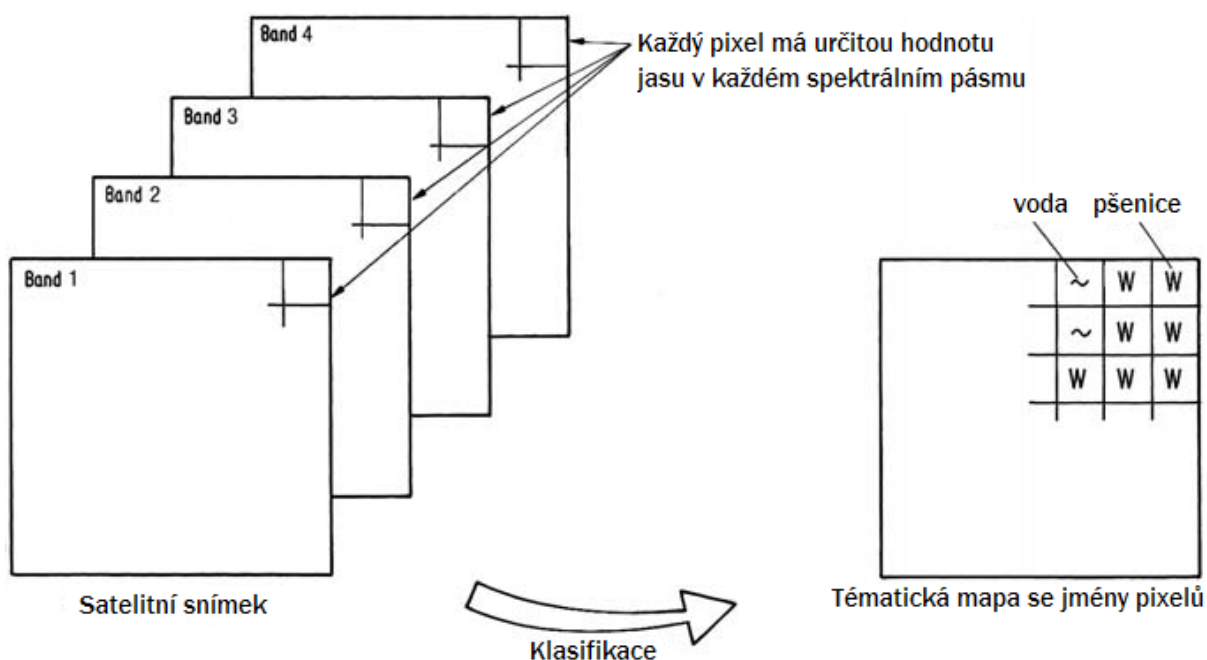 Band 4
Každý pixel má určitou hodnotu
jasu v každém spektrálním pásmu
Band 3
Band 2
Band 1
voda pšenice
~ W W
~ W W
W W W
Satelitní snímek
Klasifikace
Tématická mapa se jmény pixelů